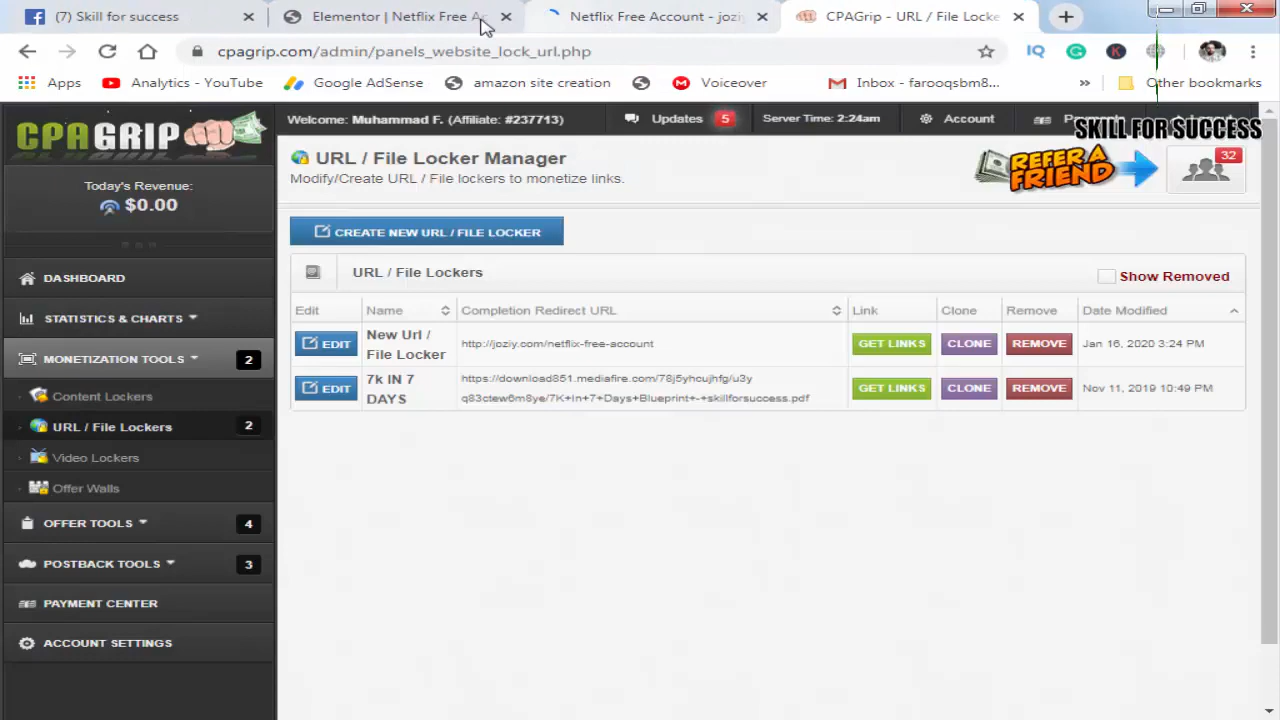 (7) Skill for success
Elementor | Netflix Free Ac
Netflix Free Account - joziy
CPAGrip - URL / File Locke
cpagrip.com/admin/panels_website_lock_url.php
Apps
Analytics - YouTube
Google AdSense
amazon site creation
Voiceover
Inbox - farooqsbm8...
Other bookmarks
CPAGRIP
Welcome: Muhammad F. (Affiliate: #237713)
Updates 5
Server Time: 2:24am
Account
SKILL FOR SUCCESS
URL / File Locker Manager
Modify/Create URL / File lockers to monetize links.
REFER A FRIEND
32
Today's Revenue:
$0.00
CREATE NEW URL / FILE LOCKER
URL / File Lockers
Show Removed
Edit Name Completion Redirect URL Link Clone Remove Date Modified
EDIT New Url / File Locker http://joziy.com/netflix-free-account GET LINKS CLONE REMOVE Jan 16, 2020 3:24 PM
EDIT 7k IN 7 DAYS https://download851.mediafire.com/78j5yhcujhfg/u3y
q83ctew6m8ye/7K+In+7+Days+Blueprint+-+skillforsuccess.pdf GET LINKS CLONE REMOVE Nov 11, 2019 10:49 PM
DASHBOARD
STATISTICS & CHARTS
MONETIZATION TOOLS 2
Content Lockers
URL / File Lockers 2
Video Lockers
Offer Walls
OFFER TOOLS 4
POSTBACK TOOLS 3
PAYMENT CENTER
ACCOUNT SETTINGS